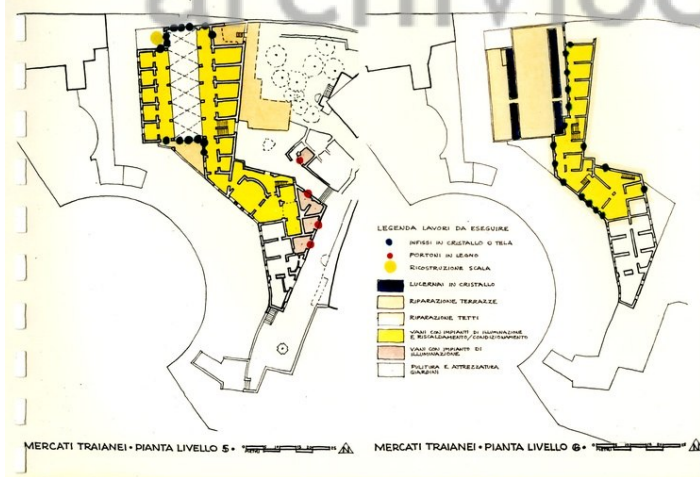 LEGENDA LAVORI DA ESEGUIRE
INFISSI IN CRISTALLO O TELA
PORTONI IN LEGNO
RICOSTRUZIONE SCALA
LUCERNAI IN CRISTALLO
RIPARAZIONE TERRAZZE
RIPARAZIONE TETTI
VANI CON IMPIANTI DI ILLUMINAZIONE
E RISCALDAMENTO/CONDIZIONAMENTO
VANI CON IMPIANTO DI
ILLUMINAZIONE
PULITURA E ATTREZZATURA
GIARDINI
MERCATI TRAIANEI • PIANTA LIVELLO 5 •
MERCATI TRAIANEI • PIANTA LIVELLO 6 •